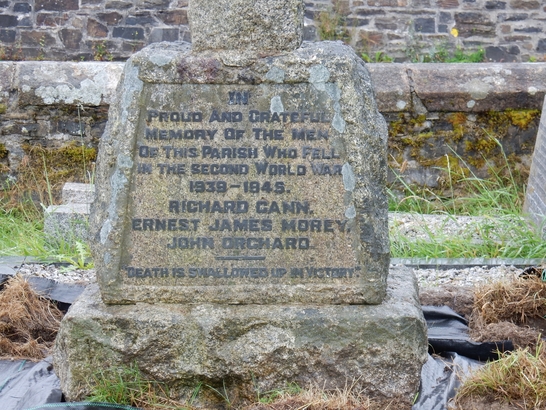 IN
PROUD AND GRATEFUL
MEMORY OF THE MEN
OF THIS PARISH WHO FELL
IN THE SECOND WORLD WAR
1939-1945.
RICHARD CANN.
ERNEST JAMES MOREY.
JOHN ORCHARD.
"DEATH IS SWALLOWED UP IN VICTORY."